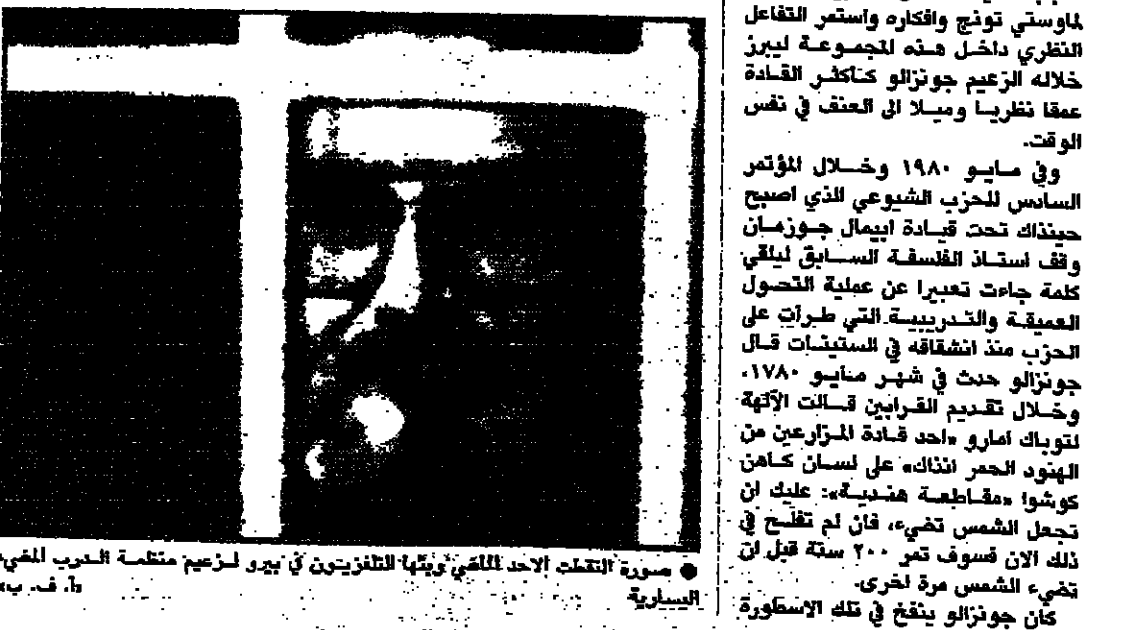 لماوستي تونج وافكاره واستمر التفاعل
النظري داخل هذه المجموعة ليبرز
خلاله الزعيم جونزالو كأكثر القادة
عمقا نظريا وميلا الى العنف في نفس
الوقت.
وفي مايو ١٩٨٠ وخلال المؤتمر
السادس للحزب الشيوعي الذي اصبح
حينذاك تحت قيادة ابيمال جوزمان
وقف استاذ الفلسفة السابق ليلقي
كلمة جاءت تعبيرا عن عملية التحول
العميقة والتدريبية التي طرأت على
الحزب منذ انشقاقه في الستينات قال
جونزالو حدث في شهر مايو ١٧٨٠،
وخلال تقديم القرابين قالت الآلهة
لتوباك امارو «احد قادة المزارعين من
الهنود الحمر انذاك» على لسان كاهن
كوشوا «مقاطعة هندية»: عليك ان
تجعل الشمس تضيء، فان لم تفلح في
ذلك الان فسوف تمر ٢٠٠ سنة قبل ان
تضيء الشمس مرة اخرى.
كان جونزالو ينفخ في تلك الاسطورة
● صورة التقطت الاحد الماضي وبثها التلفزيون في بيرو لزعيم منظمة الدرب المضيء
اليسارية
«أ. ف. ب»